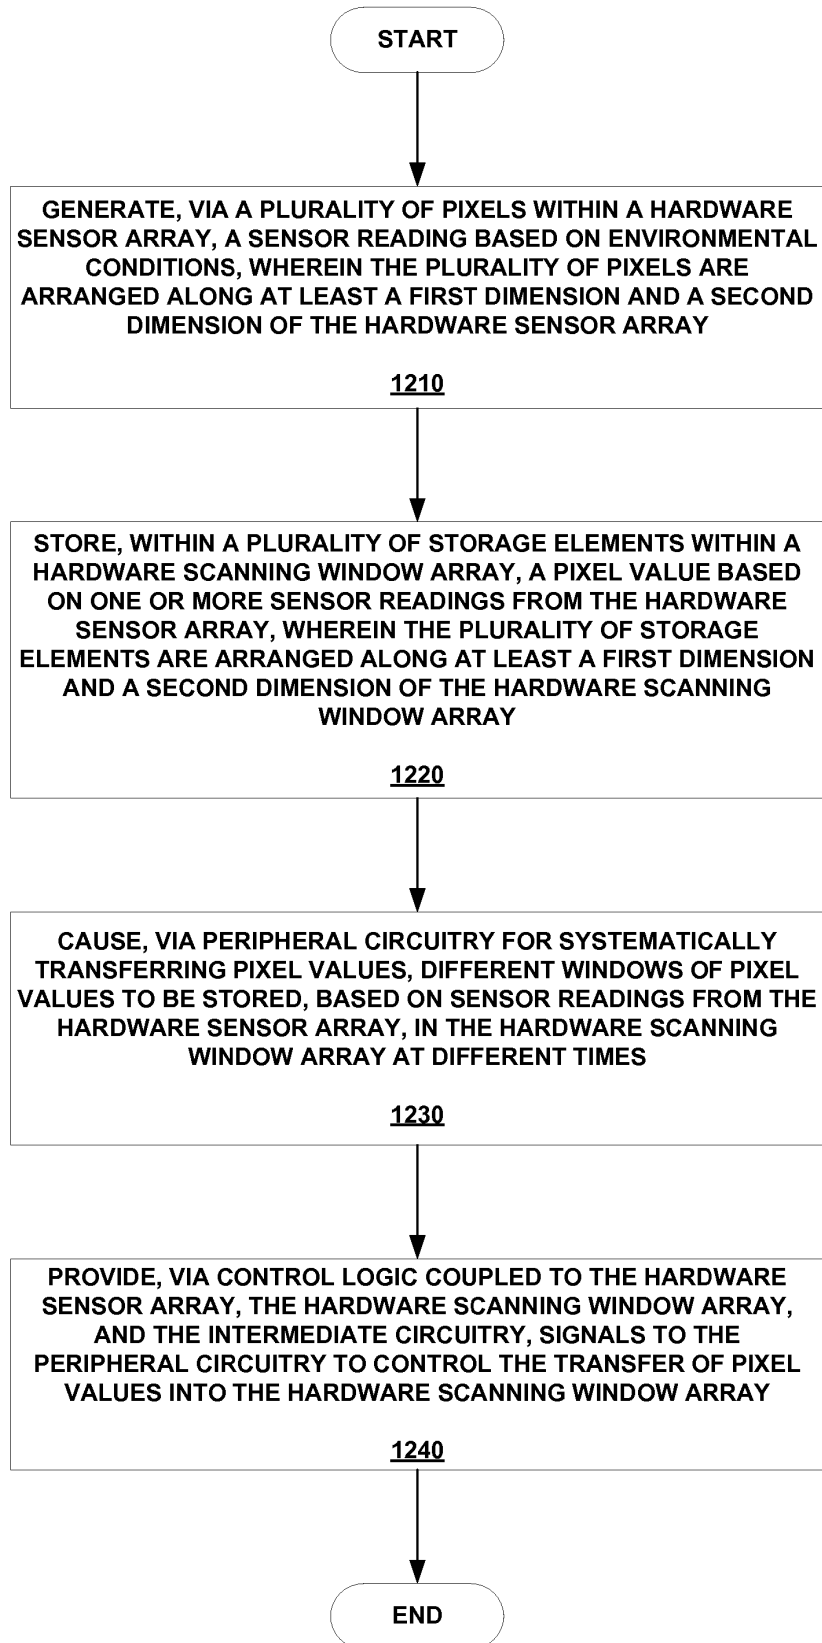 START
GENERATE, VIA A PLURALITY OF PIXELS WITHIN A HARDWARE
SENSOR ARRAY, A SENSOR READING BASED ON ENVIRONMENTAL
CONDITIONS, WHEREIN THE PLURALITY OF PIXELS ARE
ARRANGED ALONG AT LEAST A FIRST DIMENSION AND A SECOND
DIMENSION OF THE HARDWARE SENSOR ARRAY
1210
STORE, WITHIN A PLURALITY OF STORAGE ELEMENTS WITHIN A
HARDWARE SCANNING WINDOW ARRAY, A PIXEL VALUE BASED
ON ONE OR MORE SENSOR READINGS FROM THE HARDWARE
SENSOR ARRAY, WHEREIN THE PLURALITY OF STORAGE
ELEMENTS ARE ARRANGED ALONG AT LEAST A FIRST DIMENSION
AND A SECOND DIMENSION OF THE HARDWARE SCANNING
WINDOW ARRAY
1220
CAUSE, VIA PERIPHERAL CIRCUITRY FOR SYSTEMATICALLY
TRANSFERRING PIXEL VALUES, DIFFERENT WINDOWS OF PIXEL
VALUES TO BE STORED, BASED ON SENSOR READINGS FROM THE
HARDWARE SENSOR ARRAY, IN THE HARDWARE SCANNING
WINDOW ARRAY AT DIFFERENT TIMES
1230
PROVIDE, VIA CONTROL LOGIC COUPLED TO THE HARDWARE
SENSOR ARRAY, THE HARDWARE SCANNING WINDOW ARRAY,
AND THE INTERMEDIATE CIRCUITRY, SIGNALS TO THE
PERIPHERAL CIRCUITRY TO CONTROL THE TRANSFER OF PIXEL
VALUES INTO THE HARDWARE SCANNING WINDOW ARRAY
1240
END